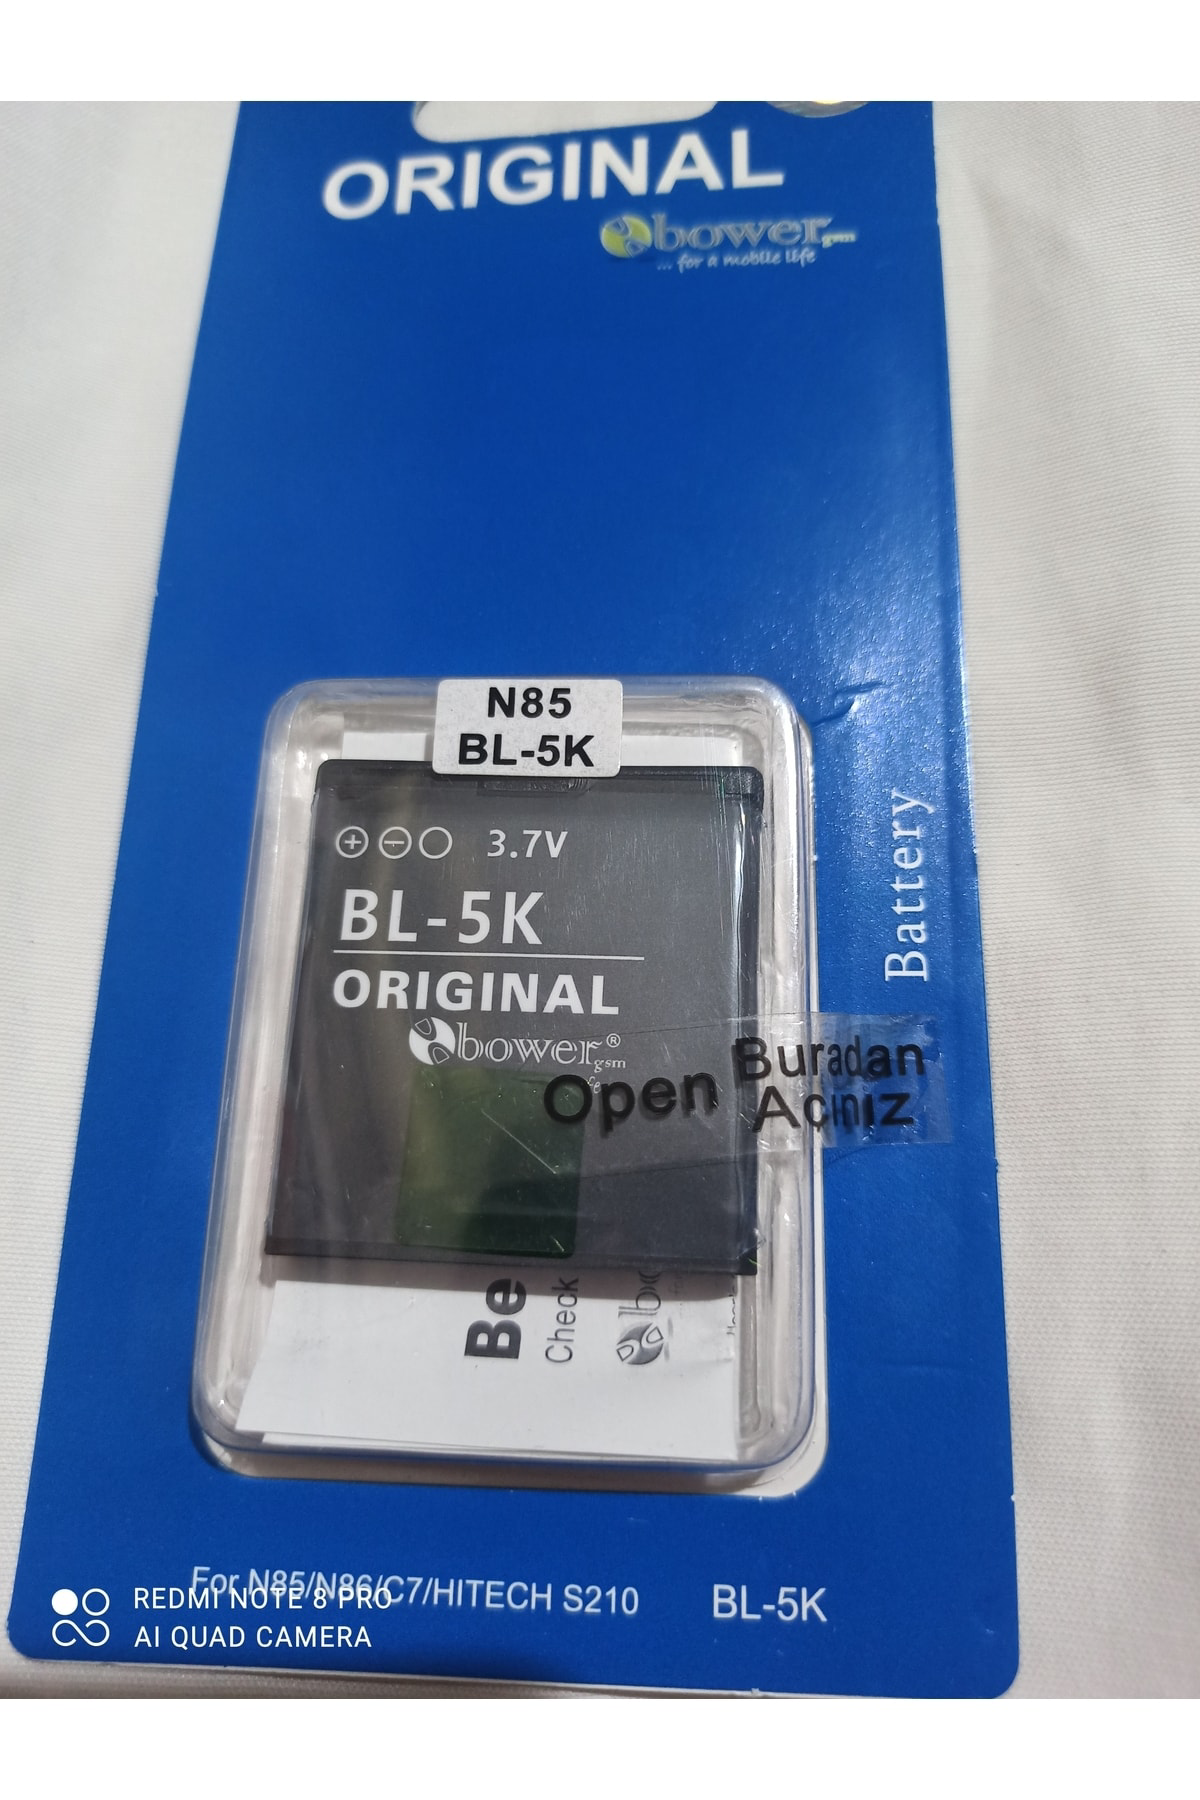 ORIGINAL
bower gsm
... for a mobile life
N85
BL-5K
3.7V
BL-5K
ORIGINAL
bower®
gsm
Open
Buradan
Açınız
Battery
Be
Check
For N85/N86/C7/HITECH S210
BL-5K
REDMI NOTE 8 PRO
AI QUAD CAMERA